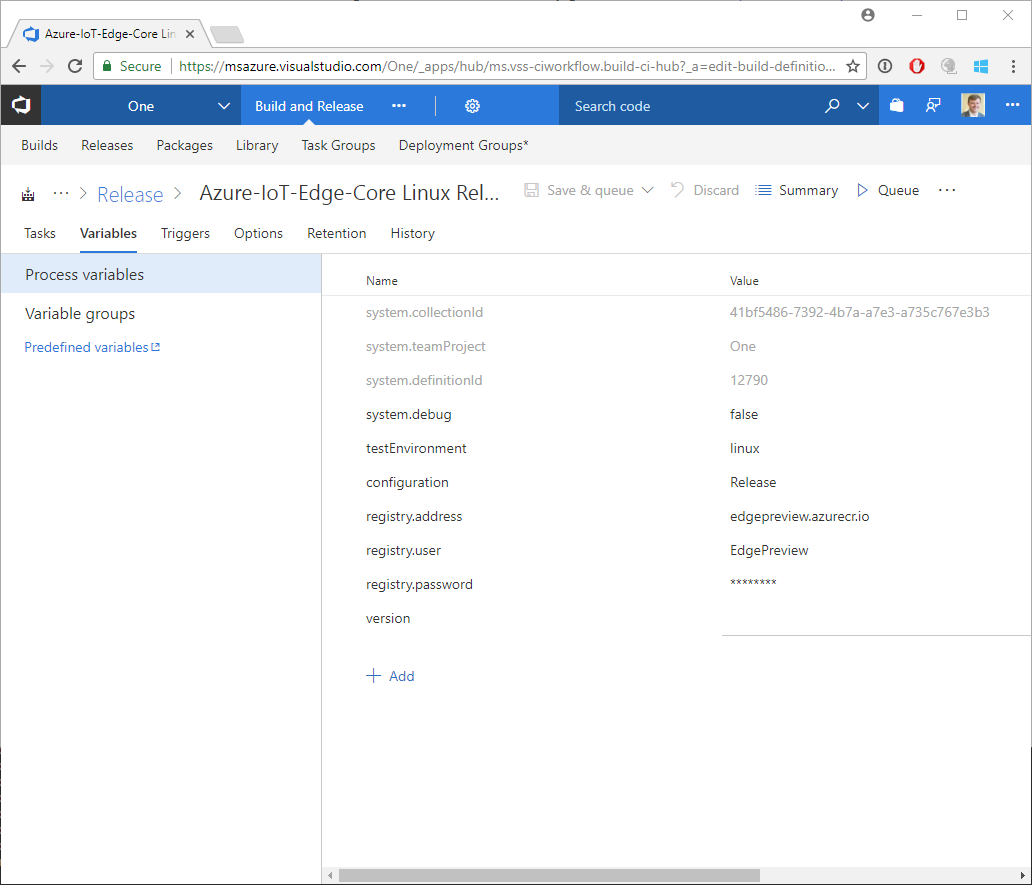 Azure-IoT-Edge-Core Lin
Secure https://msazure.visualstudio.com/One/_apps/hub/ms.vss-ciworkflow.build-ci-hub?_a=edit-build-definitio...
One Build and Release ... Search code ...
Builds Releases Packages Library Task Groups Deployment Groups*
... > Release > Azure-IoT-Edge-Core Linux Rel... Save & queue Discard Summary Queue ...
Tasks Variables Triggers Options Retention History
Process variables
Variable groups
Predefined variables
Name Value
system.collectionId 41bf5486-7392-4b7a-a7e3-a735c767e3b3
system.teamProject One
system.definitionId 12790
system.debug false
testEnvironment linux
configuration Release
registry.address edgepreview.azurecr.io
registry.user EdgePreview
registry.password ********
version
+ Add